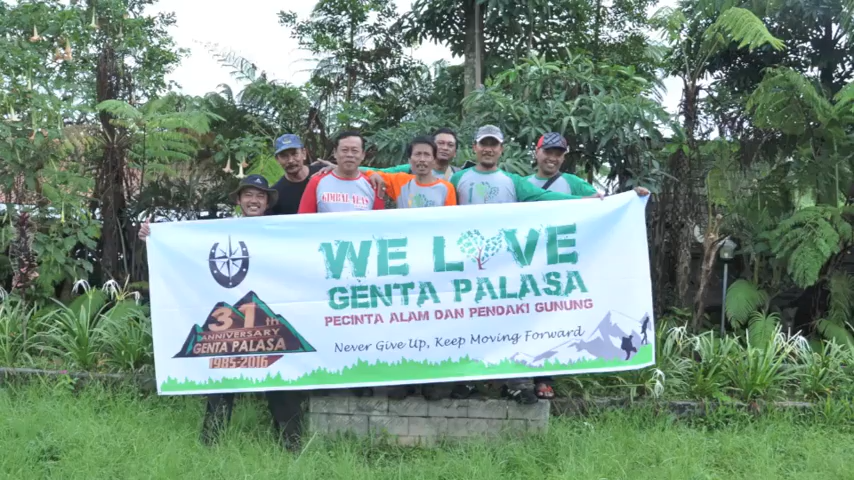 RIMBALAYAS
WE LOVE
GENTA PALASA
PECINTA ALAM DAN PENDAKI GUNUNG
Never Give Up, Keep Moving Forward
31th
ANNIVERSARY
GENTA PALASA
1985-2016